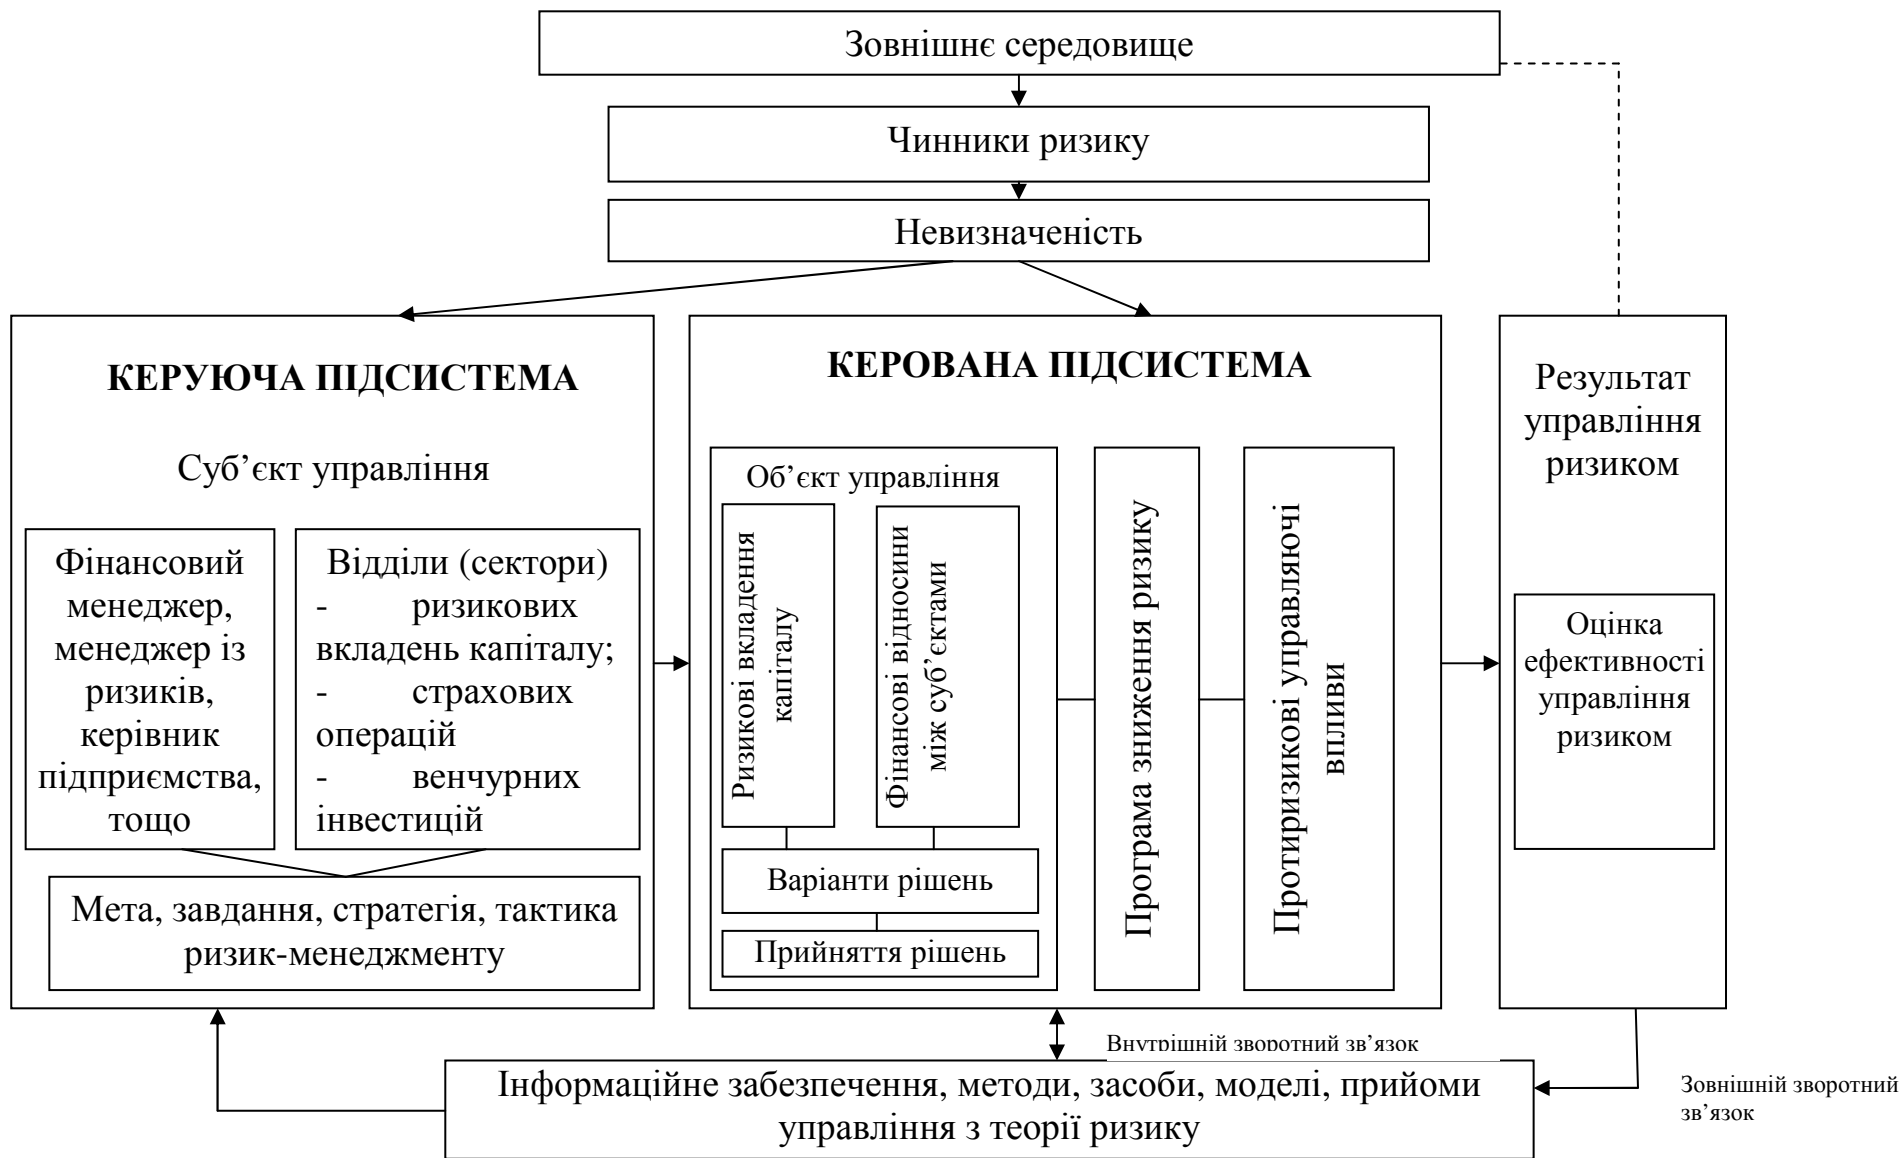 Зовнішнє середовище
Чинники ризику
Невизначеність
КЕРУЮЧА ПІДСИСТЕМА
Суб’єкт управління
Фінансовий
менеджер,
менеджер із
ризиків,
керівник
підприємства,
тощо
Відділи (сектори)
- ризикових
вкладень капіталу;
- страхових
операцій
- венчурних
інвестицій
Мета, завдання, стратегія, тактика
ризик-менеджменту
КЕРОВАНА ПІДСИСТЕМА
Об’єкт управління
Ризикові вкладення
капіталу
Фінансові відносини
між суб’єктами
Варіанти рішень
Прийняття рішень
Програма зниження ризику
Протиризикові управляючі
впливи
Результат
управління
ризиком
Оцінка
ефективності
управління
ризиком
Внутрішній зворотний зв’язок
Інформаційне забезпечення, методи, засоби, моделі, прийоми
управління з теорії ризику
Зовнішній зворотний
зв’язок